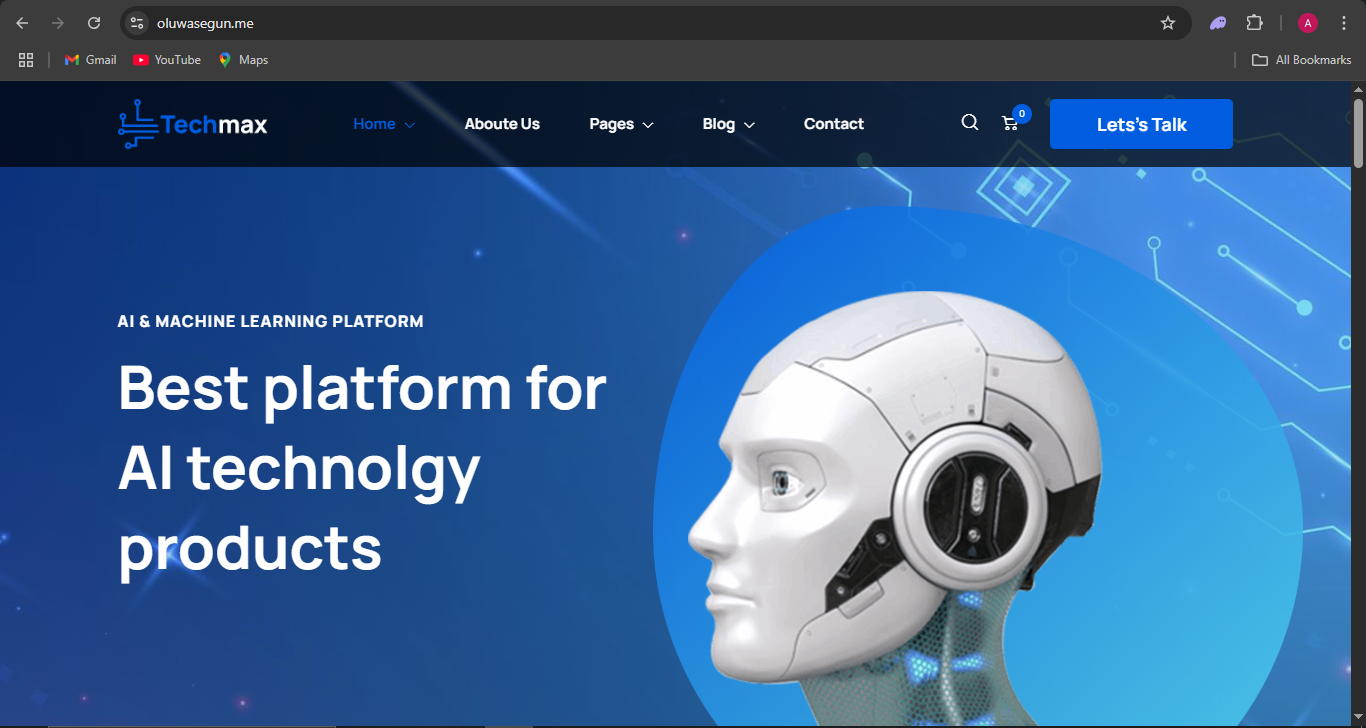 oluwasegun.me
A
Gmail
YouTube
Maps
All Bookmarks
Techmax
Home
Aboute Us
Pages
Blog
Contact
0
Lets’s Talk
AI & MACHINE LEARNING PLATFORM
Best platform for
AI technolgy
products